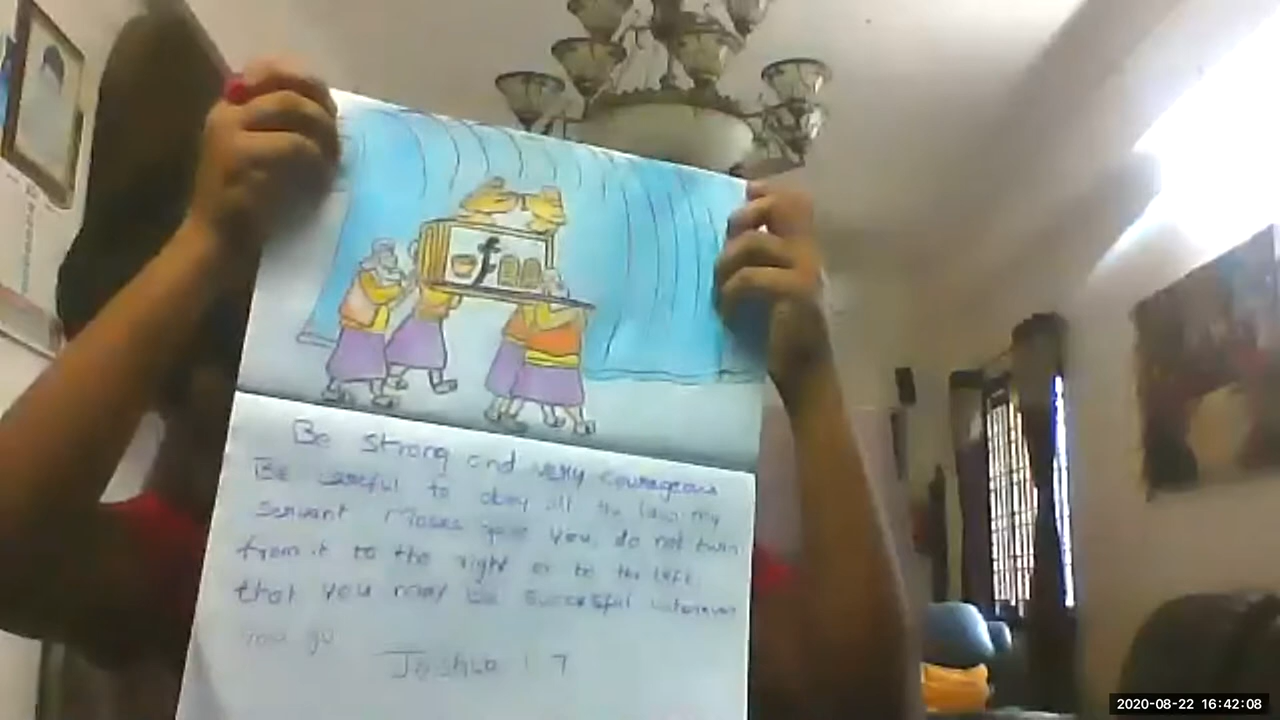 Be strong and very courageous
Be careful to obey all the law my
servant Moses gave you, do not twin
from it to the right or to the left
that you may be successful wherever
you go
Joshua 1 7
2020-08-22 16:42:08